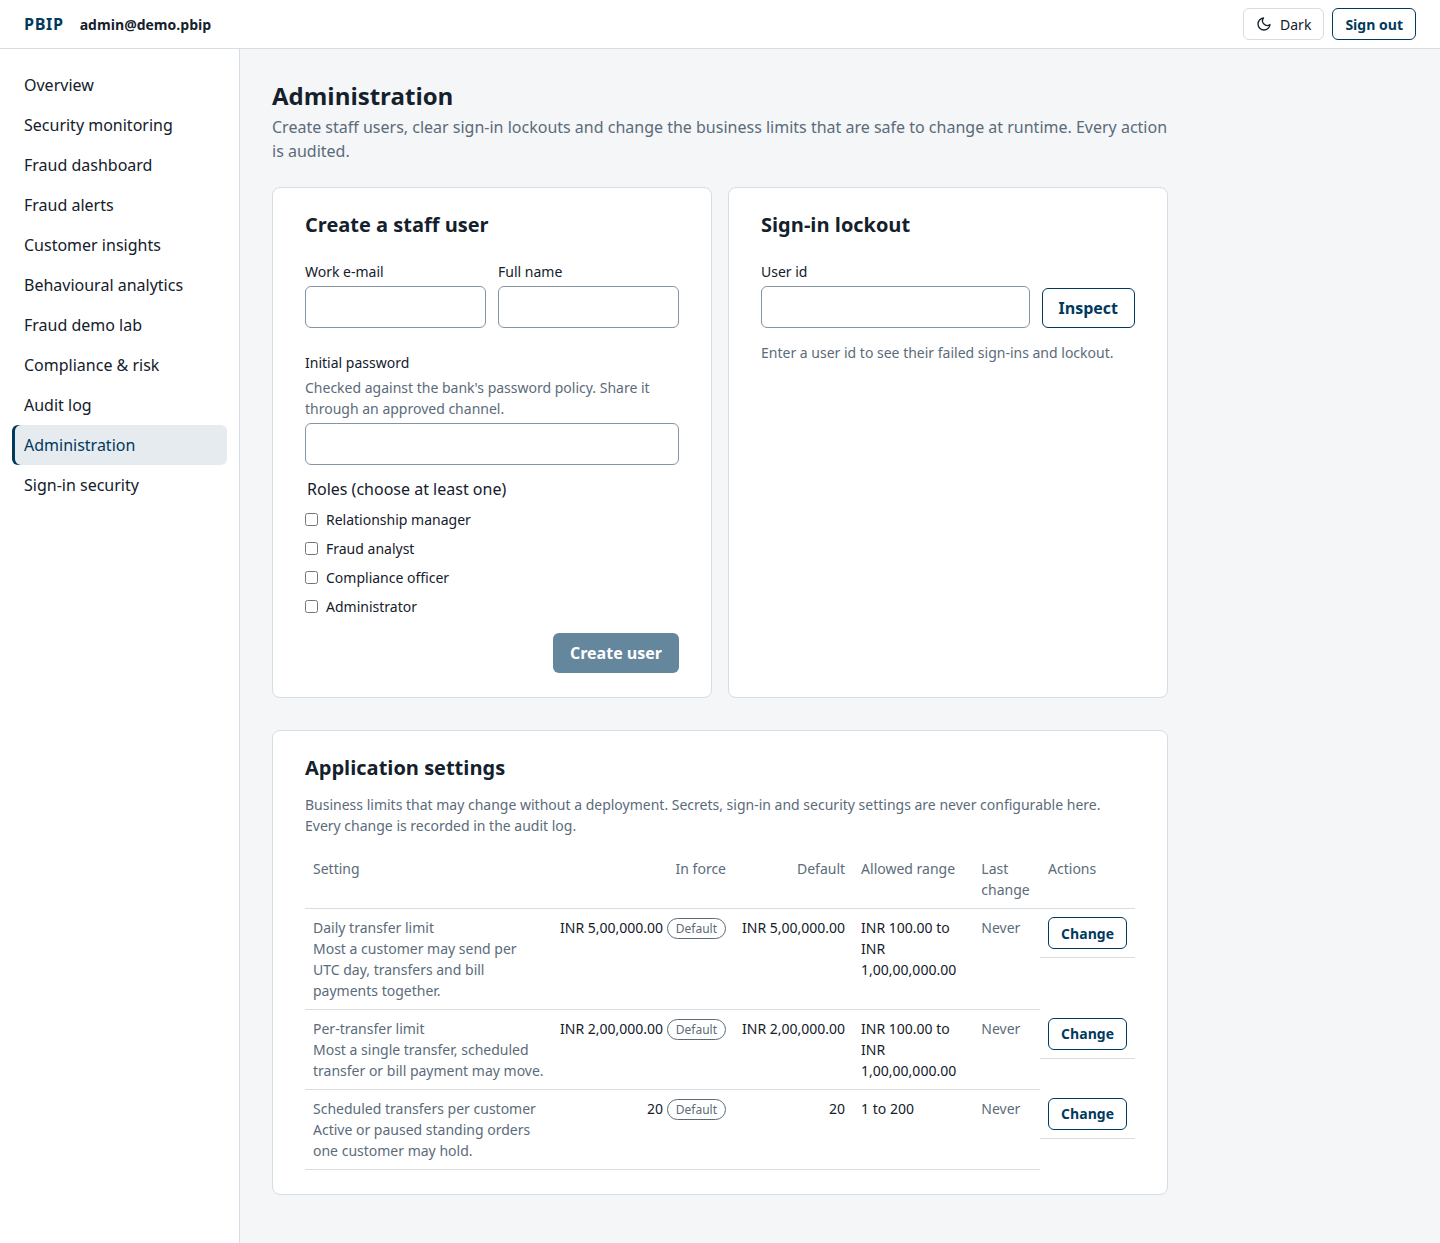 PBIP admin@demo.pbip Dark Sign out
Overview
Security monitoring
Fraud dashboard
Fraud alerts
Customer insights
Behavioural analytics
Fraud demo lab
Compliance & risk
Audit log
Administration
Sign-in security
Administration
Create staff users, clear sign-in lockouts and change the business limits that are safe to change at runtime. Every action
is audited.
Create a staff user
Work e-mail Full name
Initial password
Checked against the bank's password policy. Share it
through an approved channel.
Roles (choose at least one)
Relationship manager
Fraud analyst
Compliance officer
Administrator
Create user
Sign-in lockout
User id
Inspect
Enter a user id to see their failed sign-ins and lockout.
Application settings
Business limits that may change without a deployment. Secrets, sign-in and security settings are never configurable here.
Every change is recorded in the audit log.
Setting In force Default Allowed range Last change Actions
Daily transfer limit INR 5,00,000.00 Default INR 5,00,000.00 INR 100.00 to Never Change
Most a customer may send per INR
UTC day, transfers and bill 1,00,00,000.00
payments together.
Per-transfer limit INR 2,00,000.00 Default INR 2,00,000.00 INR 100.00 to Never Change
Most a single transfer, scheduled INR
transfer or bill payment may move. 1,00,00,000.00
Scheduled transfers per customer 20 Default 20 1 to 200 Never Change
Active or paused standing orders
one customer may hold.